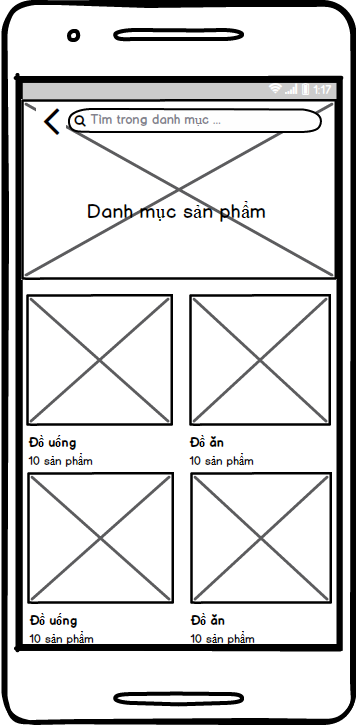 1:17
Tìm trong danh mục ...
Danh mục sản phẩm
Đồ uống
10 sản phẩm
Đồ ăn
10 sản phẩm
Đồ uống
10 sản phẩm
Đồ ăn
10 sản phẩm